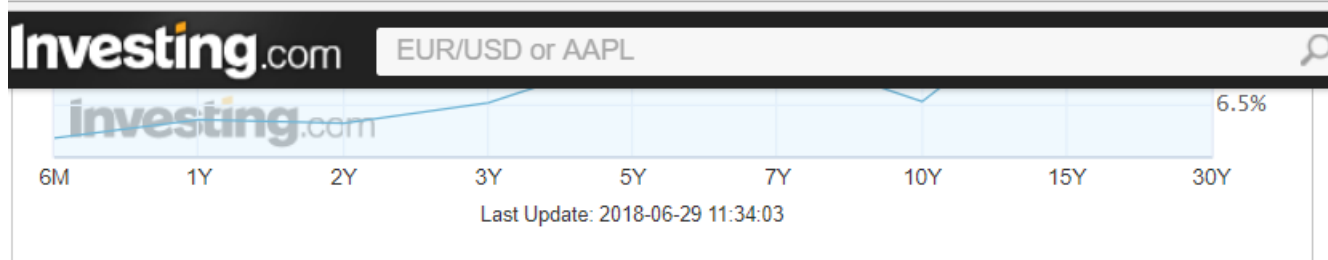 Investing.com EUR/USD or AAPL
6.5%
investing.com
6M 1Y 2Y 3Y 5Y 7Y 10Y 15Y 30Y
Last Update: 2018-06-29 11:34:03